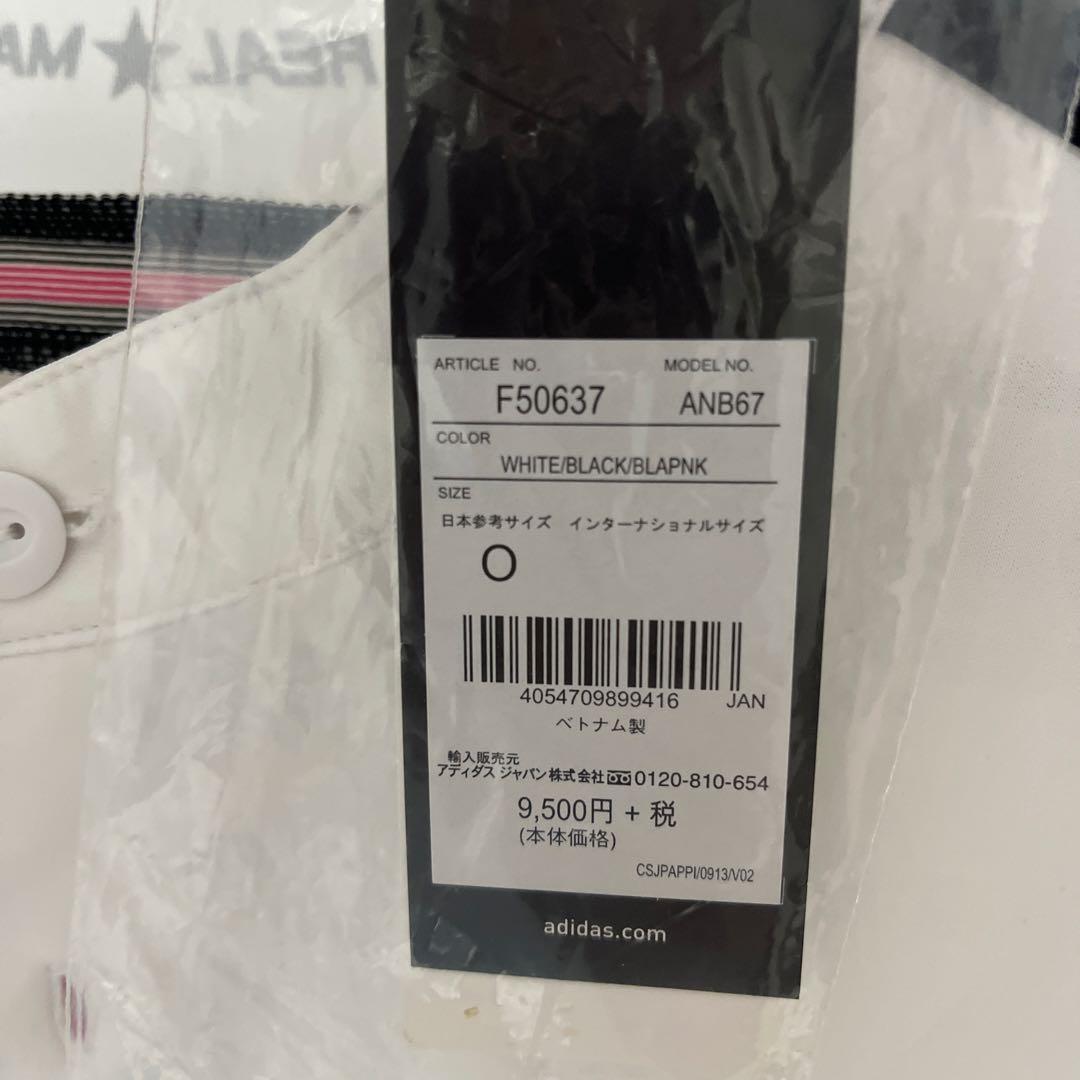 REAL★MA
ARTICLE NO. MODEL NO.
F50637 ANB67
COLOR
WHITE/BLACK/BLAPNK
SIZE
日本参考サイズ インターナショナルサイズ
O
4054709899416 JAN
ベトナム製
輸入販売元
アディダス ジャパン株式会社 0120-810-654
9,500円 + 税
(本体価格)
CSJPAPPI/0913/V02
adidas.com